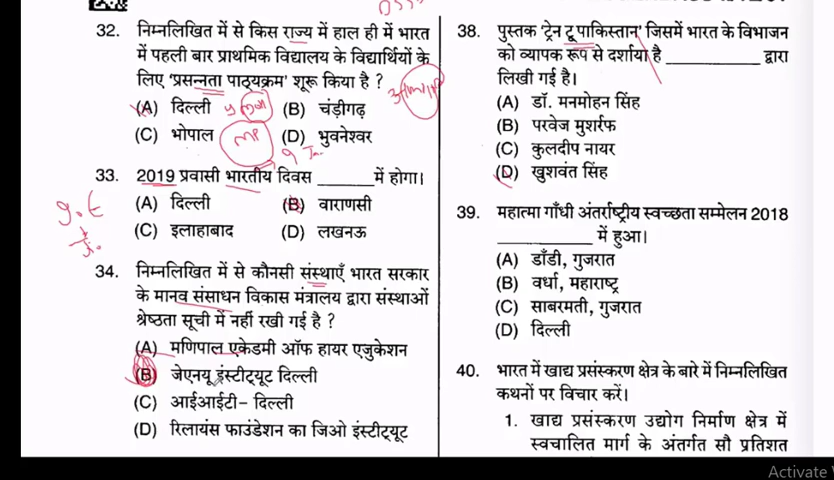 32. निम्नलिखित में से किस राज्य में हाल ही में भारत
में पहली बार प्राथमिक विद्यालय के विद्यार्थियों के
लिए ‘प्रसन्नता पाठ्यक्रम’ शुरू किया है ?
(A) दिल्ली (B) चंड़ीगढ़
(C) भोपाल MP (D) भुवनेश्वर
33. 2019 प्रवासी भारतीय दिवस ______ में होगा।
(A) दिल्ली (B) वाराणसी
(C) इलाहाबाद (D) लखनऊ
34. निम्नलिखित में से कौनसी संस्थाएँ भारत सरकार
के मानव संसाधन विकास मंत्रालय द्वारा संस्थाओं
श्रेष्ठता सूची में नहीं रखी गई है ?
(A) मणिपाल एकेडमी ऑफ हायर एजुकेशन
(B) जेएनयू इंस्टीट्यूट दिल्ली
(C) आईआईटी- दिल्ली
(D) रिलायंस फाउंडेशन का जिओ इंस्टीट्यूट
38. पुस्तक ‘ट्रेन टू पाकिस्तान’ जिसमें भारत के विभाजन
को व्यापक रूप से दर्शाया है __________ द्वारा
लिखी गई है।
(A) डॉ. मनमोहन सिंह
(B) परवेज मुशर्रफ
(C) कुलदीप नायर
(D) खुशवंत सिंह
39. महात्मा गाँधी अंतर्राष्ट्रीय स्वच्छता सम्मेलन 2018
__________ में हुआ।
(A) डाँडी, गुजरात
(B) वर्धा, महाराष्ट्र
(C) साबरमती, गुजरात
(D) दिल्ली
40. भारत में खाद्य प्रसंस्करण क्षेत्र के बारे में निम्नलिखित
कथनों पर विचार करें।
1. खाद्य प्रसंस्करण उद्योग निर्माण क्षेत्र में
स्वचालित मार्ग के अंतर्गत सौ प्रतिशत
Activate